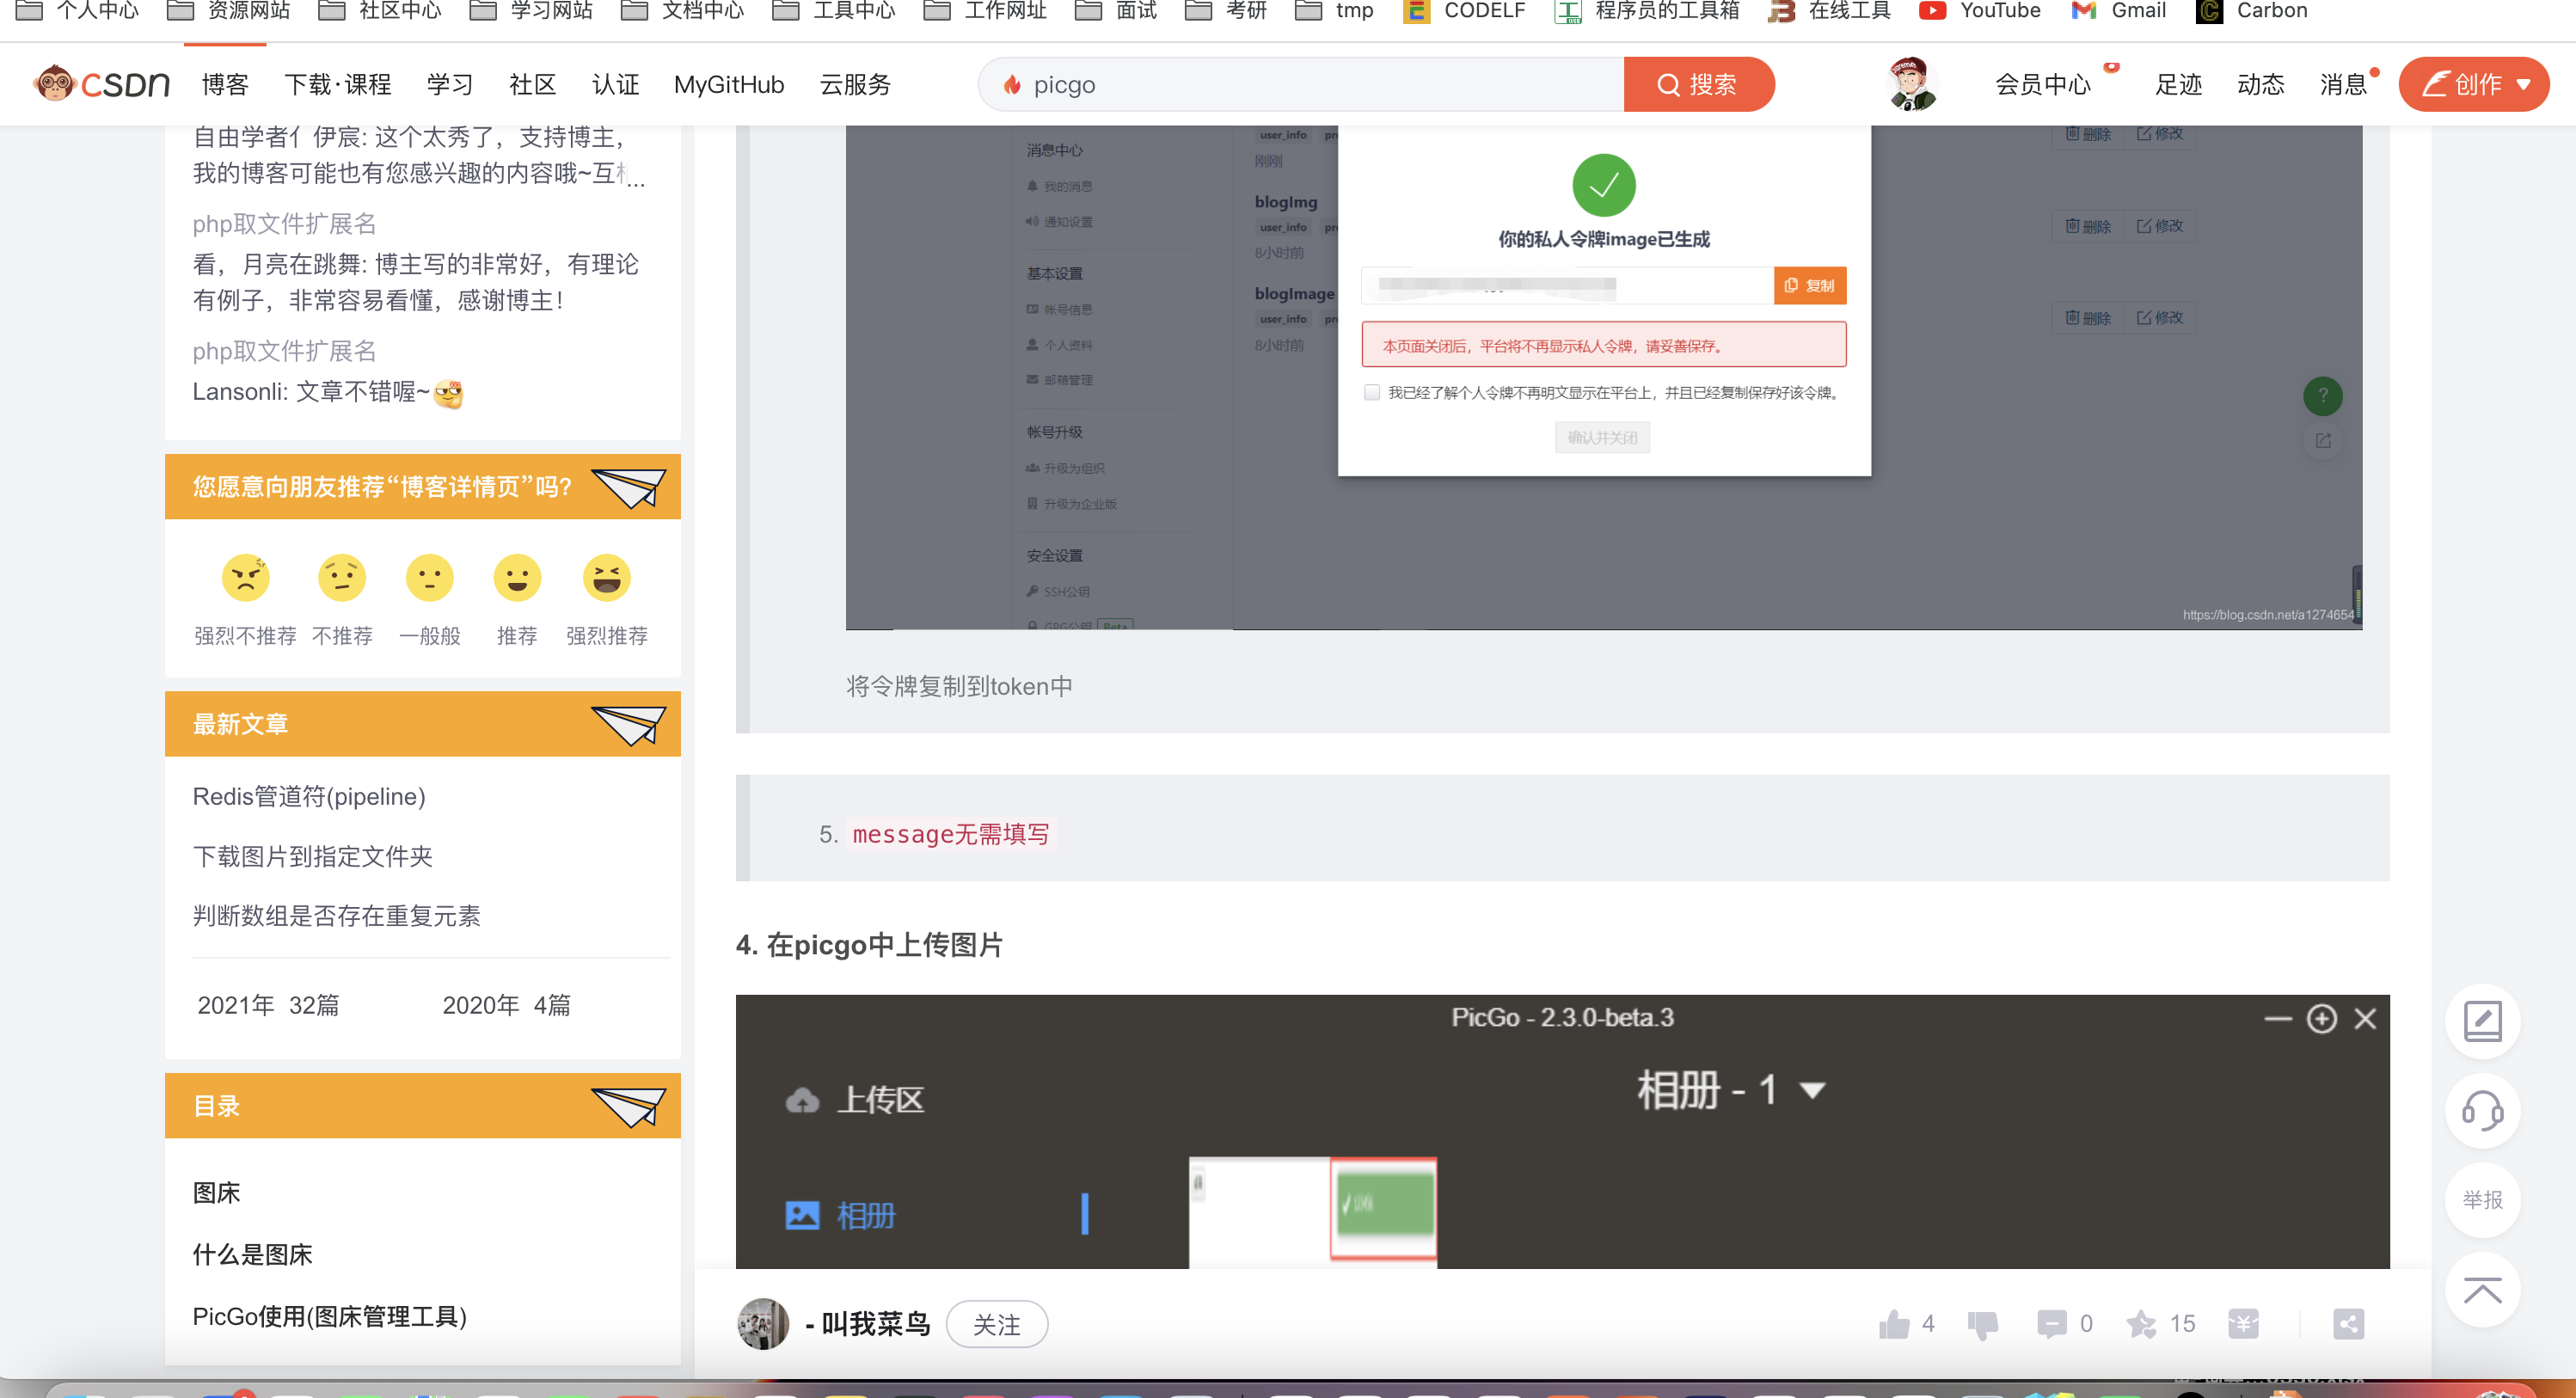 个人中心 资源网站 社区中心 学习网站 文档中心 工具中心 工作网址 面试 考研 tmp CODELF 程序员的工具箱 在线工具 YouTube Gmail Carbon
CSDN 博客 下载·课程 学习 社区 认证 MyGitHub 云服务 picgo 搜索 会员中心 足迹 动态 消息 创作
自由学者亻伊宸: 这个太秀了，支持博主，
我的博客可能也有您感兴趣的内容哦~互相...
php取文件扩展名
看，月亮在跳舞: 博主写的非常好，有理论
有例子，非常容易看懂，感谢博主！
php取文件扩展名
Lansonli: 文章不错喔~
您愿意向朋友推荐“博客详情页”吗?
强烈不推荐 不推荐 一般般 推荐 强烈推荐
最新文章
Redis管道符(pipeline)
下载图片到指定文件夹
判断数组是否存在重复元素
2021年 32篇 2020年 4篇
目录
图床
什么是图床
PicGo使用(图床管理工具)
消息中心
我的消息
通知设置
基本设置
帐号信息
个人资料
邮箱管理
帐号升级
升级为组织
升级为企业版
安全设置
SSH公钥
GPG公钥 Beta
user_info
刚刚
删除 修改
blogImg
user_info
8小时前
删除 修改
blogImage
user_info
8小时前
删除 修改
你的私人令牌image已生成
复制
本页面关闭后，平台将不再显示私人令牌，请妥善保存。
我已经了解个人令牌不再明文显示在平台上，并且已经复制保存好该令牌。
确认并关闭
?
https://blog.csdn.net/a1274654
将令牌复制到token中
5. message无需填写
4. 在picgo中上传图片
PicGo - 2.3.0-beta.3
上传区
相册 - 1
相册
- 叫我菜鸟 关注
4 0 15
举报